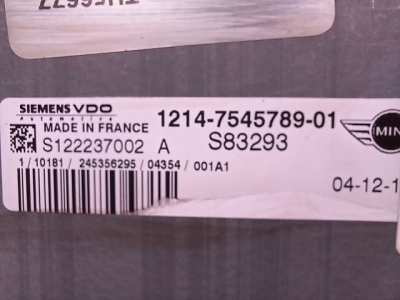 SIEMENS VDO
Automotive
1214-7545789-01
MADE IN FRANCE
S122237002 A
S83293
MIN
1/10181/ 245356295 /04354/ 001A1
04-12-1